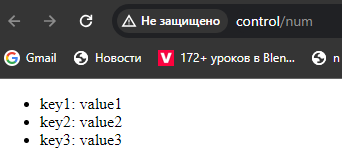 Не защищено control/num
Gmail Новости 172+ уроков в Blen... n
key1: value1
key2: value2
key3: value3